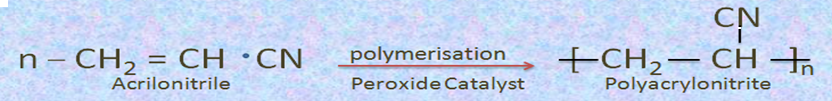 CN
n – CH₂ = CH • CN polymerisation –[–CH₂ — CH –]–n
Acrilonitrile Peroxide Catalyst Polyacrylonitrite